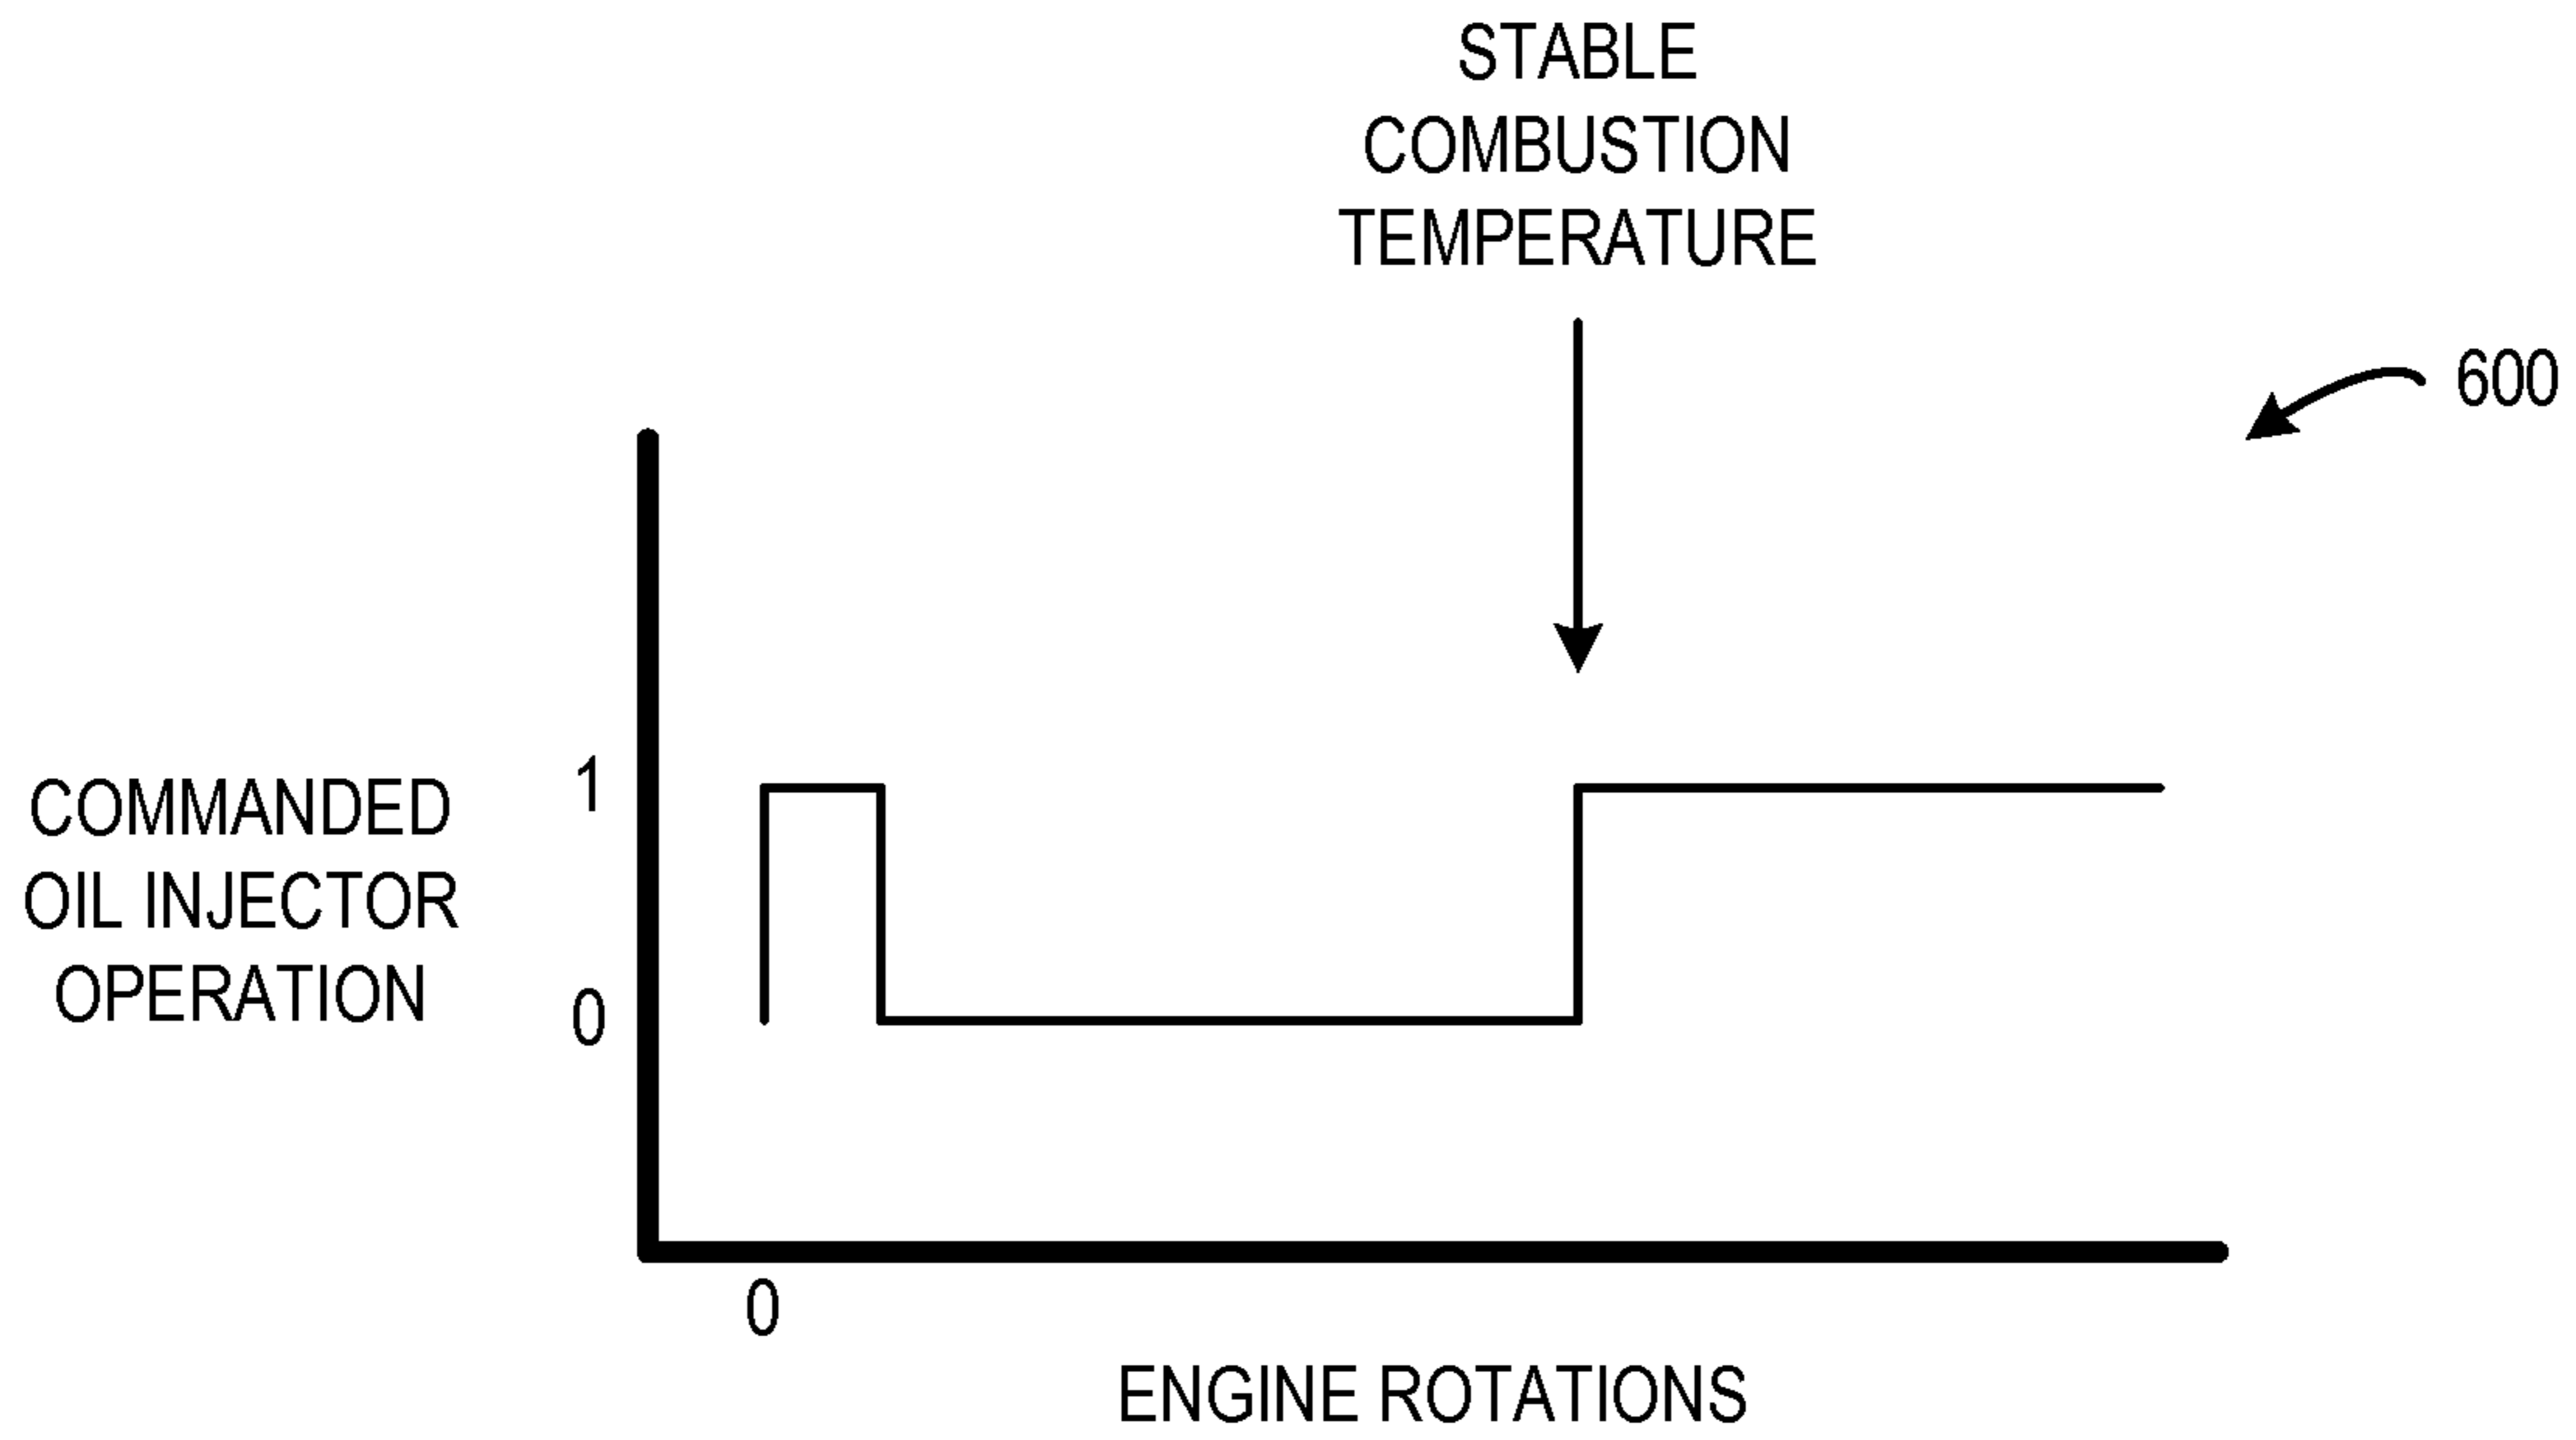 STABLE
COMBUSTION
TEMPERATURE
600
1
COMMANDED
OIL INJECTOR
OPERATION
0
0
ENGINE ROTATIONS